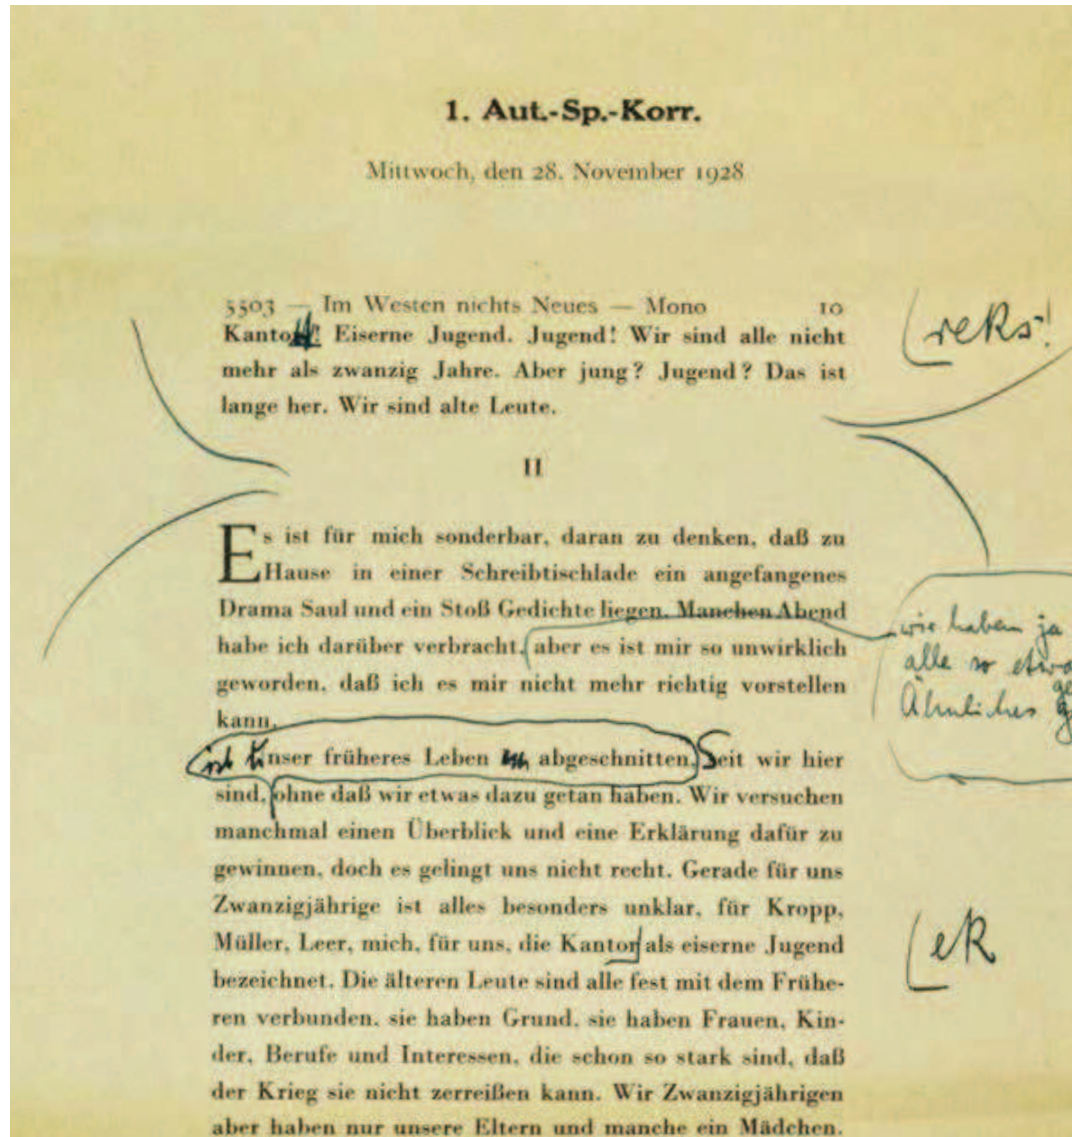 1. Aut.-Sp.-Korr.
Mittwoch, den 28. November 1928
5503 — Im Westen nichts Neues — Mono 10
Kantor! Eiserne Jugend. Jugend! Wir sind alle nicht
reks!
mehr als zwanzig Jahre. Aber jung? Jugend? Das ist
lange her. Wir sind alte Leute.
II
Es ist für mich sonderbar, daran zu denken, daß zu
Hause in einer Schreibtischlade ein angefangenes
Drama Saul und ein Stoß Gedichte liegen. Manchen Abend
habe ich darüber verbracht, aber es ist mir so unwirklich
wir haben ja
alle so etwa
Ähnliches
geworden, daß ich es mir nicht mehr richtig vorstellen
kann.
ist Unser früheres Leben abgeschnitten, Seit wir hier
sind, ohne daß wir etwas dazu getan haben. Wir versuchen
manchmal einen Überblick und eine Erklärung dafür zu
gewinnen, doch es gelingt uns nicht recht. Gerade für uns
Zwanzigjährige ist alles besonders unklar, für Kropp,
Müller, Leer, mich, für uns, die Kantor als eiserne Jugend
ek
bezeichnet. Die älteren Leute sind alle fest mit dem Frühe-
ren verbunden, sie haben Grund, sie haben Frauen, Kin-
der, Berufe und Interessen, die schon so stark sind, daß
der Krieg sie nicht zerreißen kann. Wir Zwanzigjährigen
aber haben nur unsere Eltern und manche ein Mädchen.